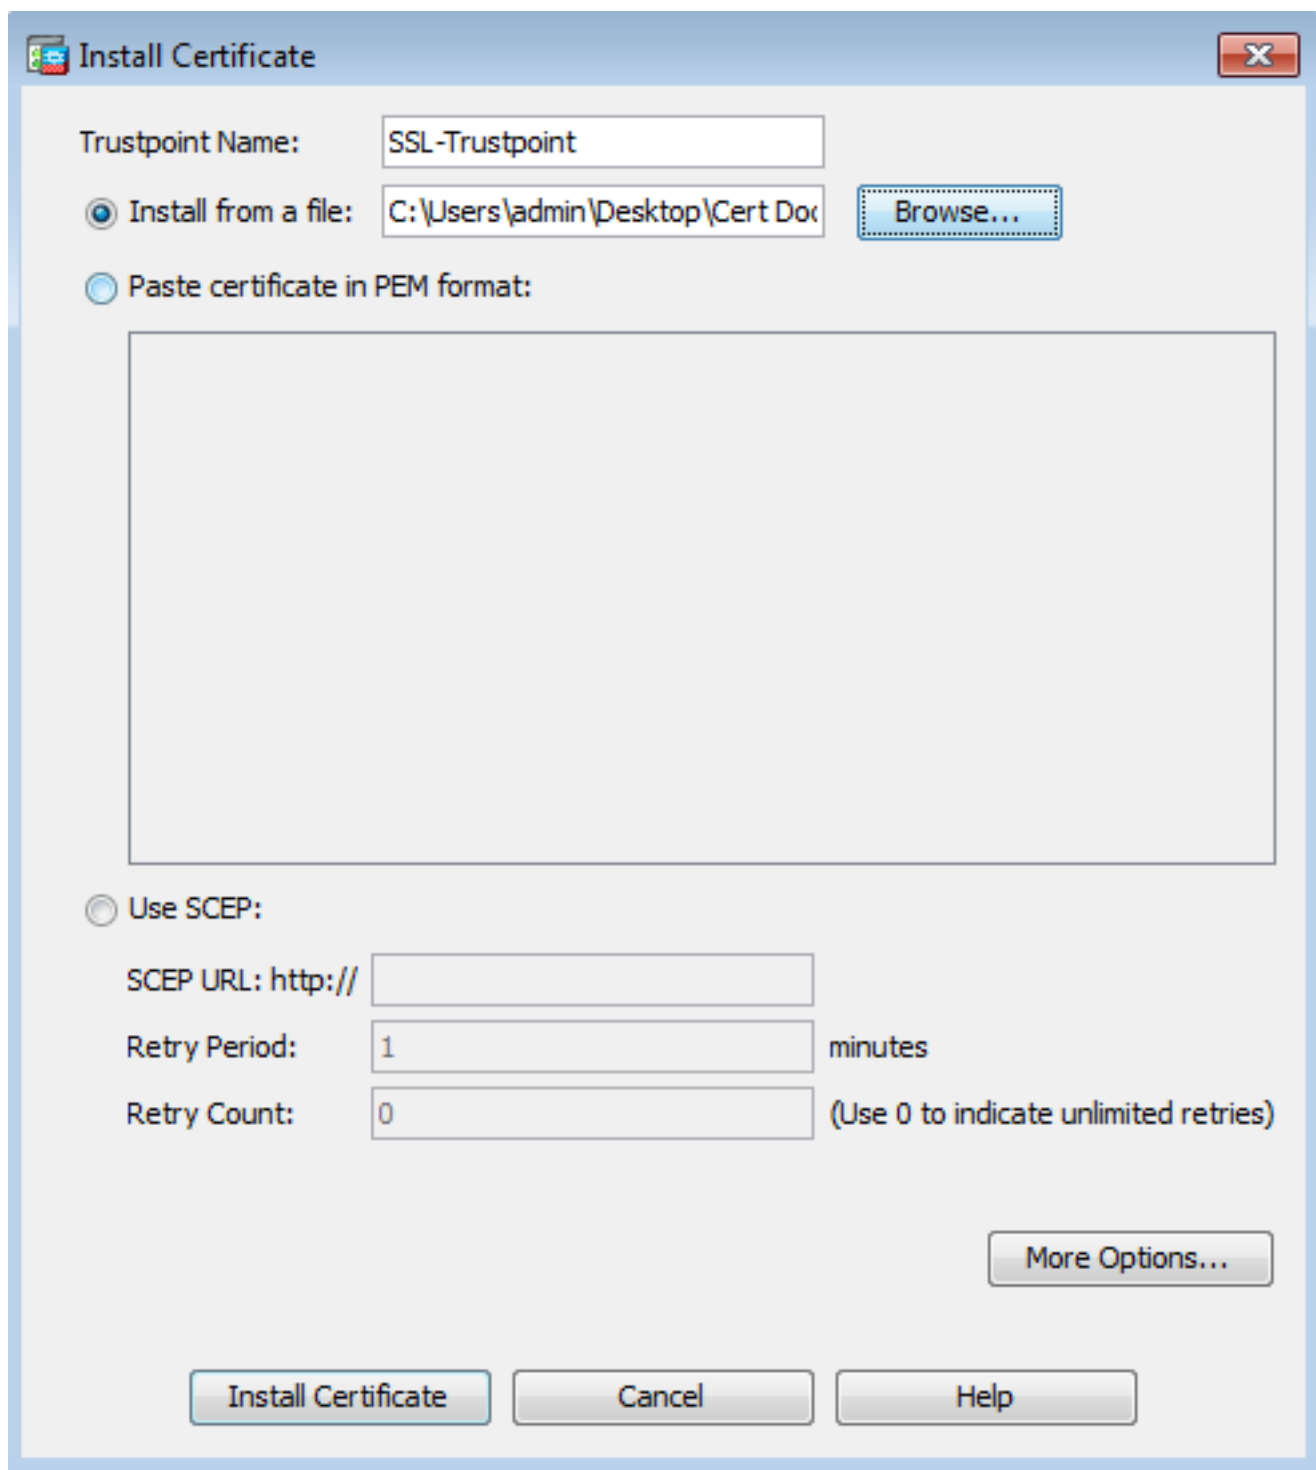 Install Certificate
Trustpoint Name: SSL-Trustpoint
Install from a file: C:\Users\admin\Desktop\Cert Doc Browse...
Paste certificate in PEM format:
Use SCEP:
SCEP URL: http://
Retry Period: 1 minutes
Retry Count: 0 (Use 0 to indicate unlimited retries)
More Options...
Install Certificate Cancel Help